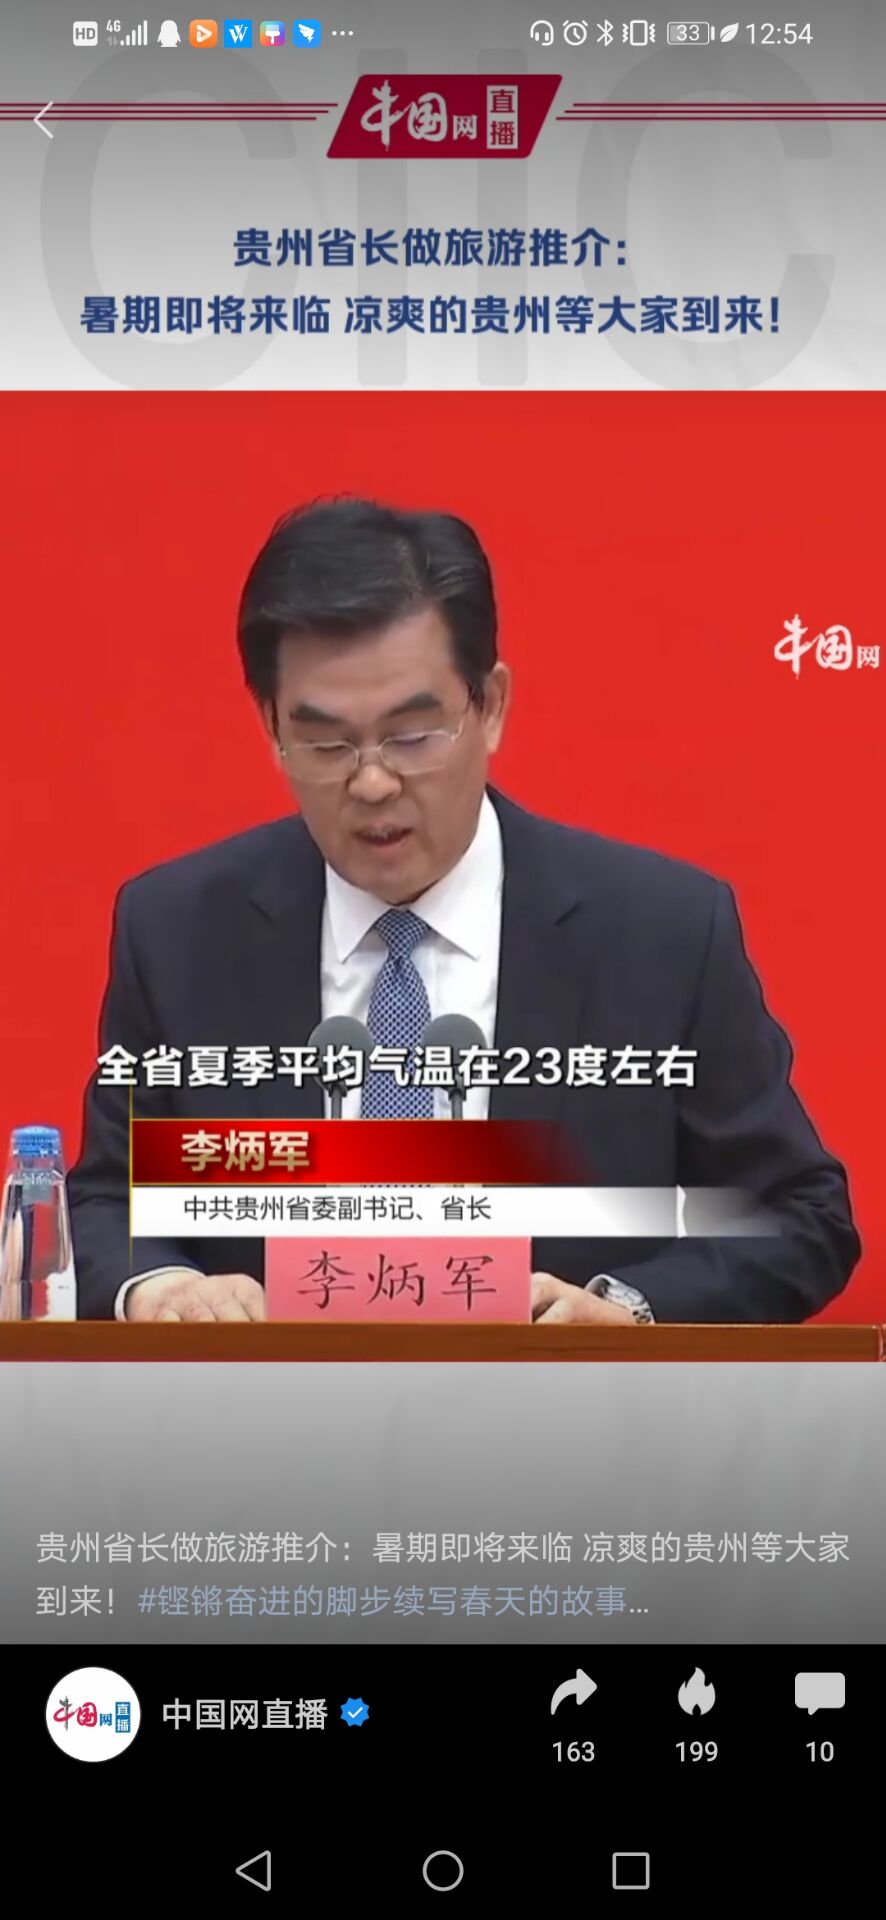 HD 4G 33 12:54
中国网 直播
CIIC
贵州省长做旅游推介：
暑期即将来临 凉爽的贵州等大家到来！
中国网
全省夏季平均气温在23度左右
李炳军
中共贵州省委副书记、省长
李炳军
贵州省长做旅游推介：暑期即将来临 凉爽的贵州等大家
到来！#铿锵奋进的脚步续写春天的故事...
中国网 直播
中国网直播
163 199 10